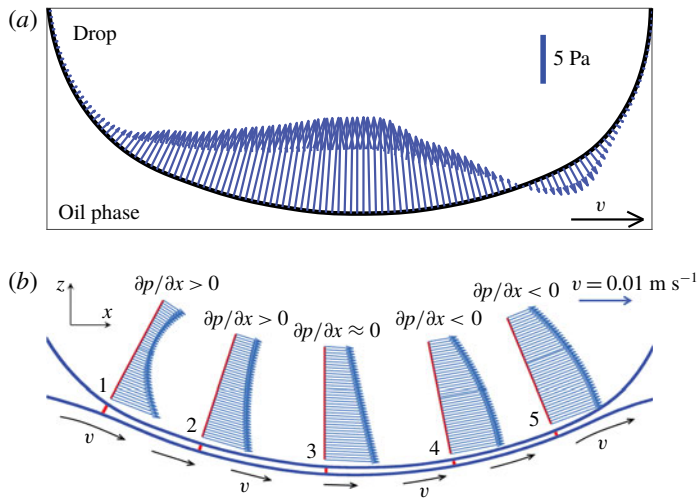 (a)
Drop
5 Pa
Oil phase
v
(b)
z
x
∂p/∂x > 0
∂p/∂x > 0
∂p/∂x ≈ 0
∂p/∂x < 0
∂p/∂x < 0
v = 0.01 m s⁻¹
1
2
3
4
5
v
v
v
v